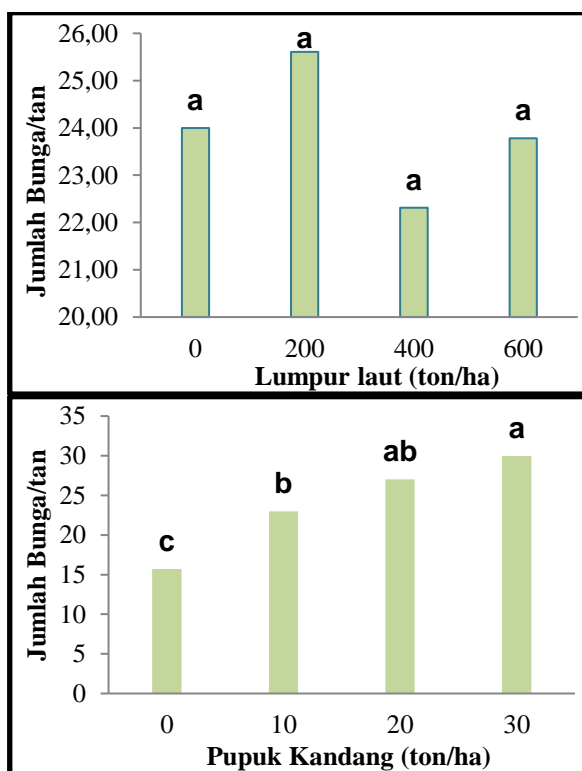 Jumlah Bunga/tan
26,00
25,00
24,00
23,00
22,00
21,00
20,00
a
a
a
a
0 200 400 600
Lumpur laut (ton/ha)
Jumlah Bunga/tan
35
30
25
20
15
10
5
0
c
b
ab
a
0 10 20 30
Pupuk Kandang (ton/ha)